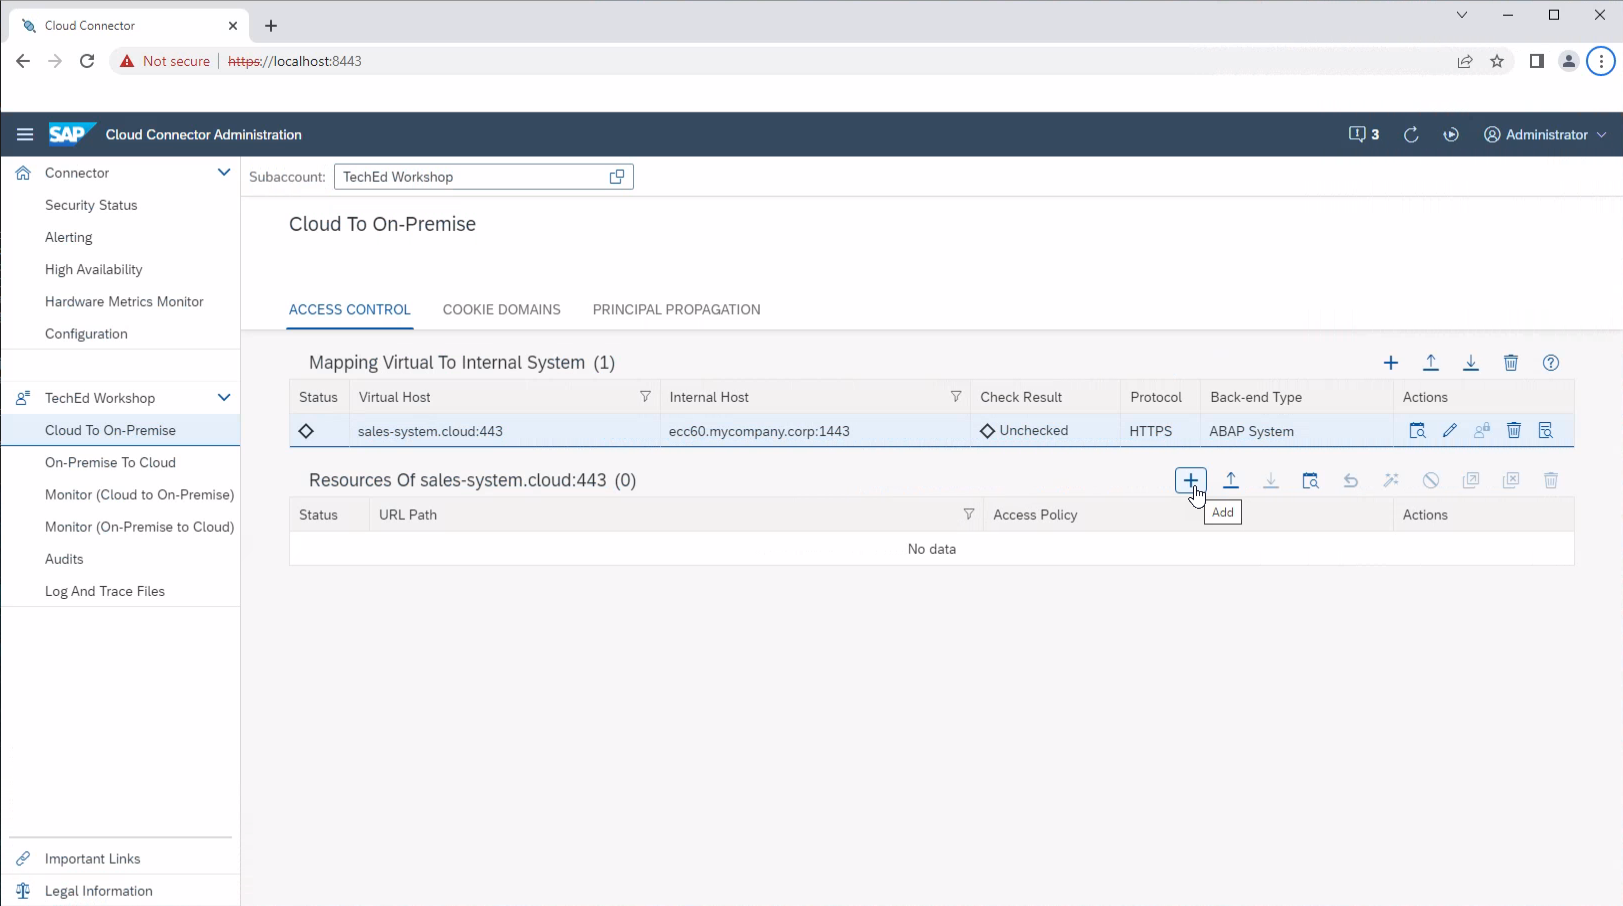 Cloud Connector
Not secure https://localhost:8443
SAP Cloud Connector Administration 3 Administrator
Connector
Security Status
Alerting
High Availability
Hardware Metrics Monitor
Configuration
TechEd Workshop
Cloud To On-Premise
On-Premise To Cloud
Monitor (Cloud to On-Premise)
Monitor (On-Premise to Cloud)
Audits
Log And Trace Files
Important Links
Legal Information
Subaccount: TechEd Workshop
Cloud To On-Premise
ACCESS CONTROL COOKIE DOMAINS PRINCIPAL PROPAGATION
Mapping Virtual To Internal System (1)
Status Virtual Host Internal Host Check Result Protocol Back-end Type Actions
sales-system.cloud:443 ecc60.mycompany.corp:1443 Unchecked HTTPS ABAP System
Resources Of sales-system.cloud:443 (0)
Add
Status URL Path Access Policy Actions
No data